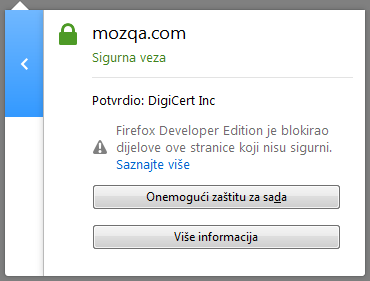 mozqa.com
Sigurna veza
Potvrdio: DigiCert Inc
Firefox Developer Edition je blokirao
dijelove ove stranice koji nisu sigurni.
Saznajte više
Onemogući zaštitu za sada
Više informacija